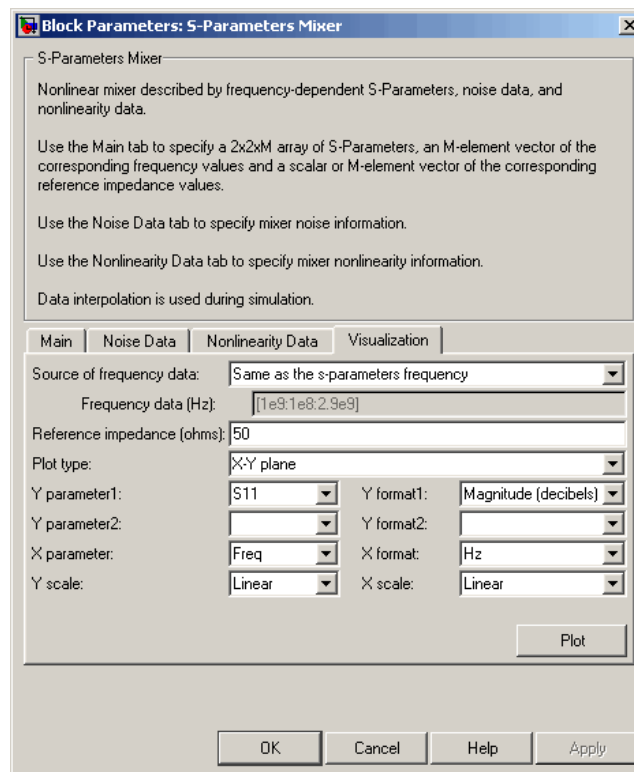 Block Parameters: S-Parameters Mixer
S-Parameters Mixer
Nonlinear mixer described by frequency-dependent S-Parameters, noise data, and
nonlinearity data.
Use the Main tab to specify a 2x2xM array of S-Parameters, an M-element vector of the
corresponding frequency values and a scalar or M-element vector of the corresponding
reference impedance values.
Use the Noise Data tab to specify mixer noise information.
Use the Nonlinearity Data tab to specify mixer nonlinearity information.
Data interpolation is used during simulation.
Main Noise Data Nonlinearity Data Visualization
Source of frequency data: Same as the s-parameters frequency
Frequency data (Hz): [1e9:1e8:2.9e9]
Reference impedance (ohms): 50
Plot type: X-Y plane
Y parameter1: S11 Y format1: Magnitude (decibels)
Y parameter2: Y format2:
X parameter: Freq X format: Hz
Y scale: Linear X scale: Linear
Plot
OK Cancel Help Apply